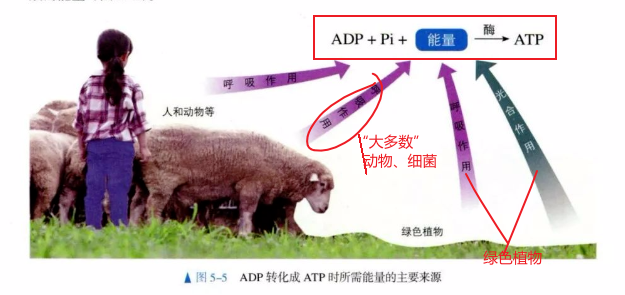 ADP + Pi + 能量 酶 ATP
呼吸作用
人和动物等
呼吸作用
“大多数”
动物、细菌
呼吸作用
光合作用
绿色植物
绿色植物
▲图 5-5 ADP 转化成 ATP 时所需能量的主要来源